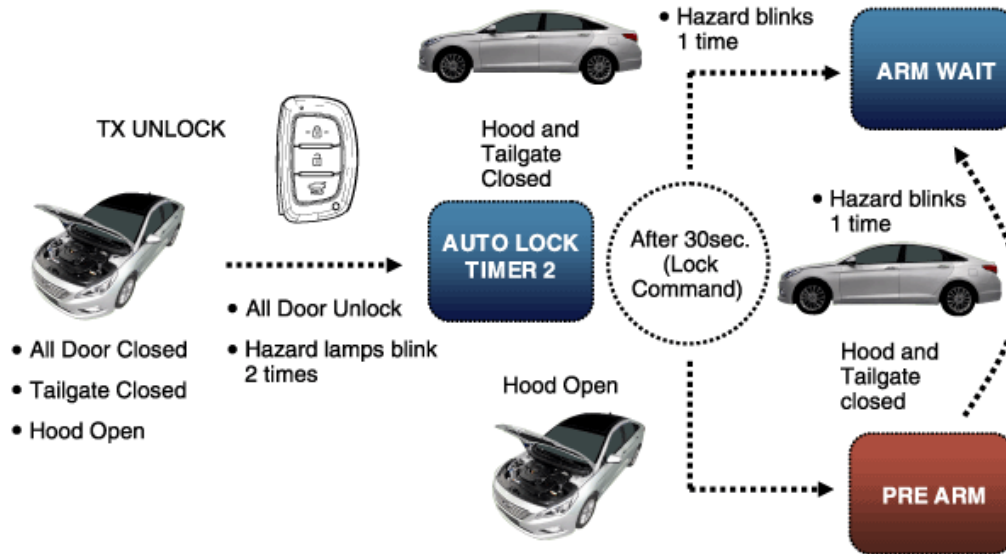 • Hazard blinks
1 time
ARM WAIT
TX UNLOCK
Hood and
Tailgate
Closed
• Hazard blinks
1 time
AUTO LOCK
TIMER 2
After 30sec.
(Lock
Command)
• All Door Unlock
• Hazard lamps blink
2 times
• All Door Closed
• Tailgate Closed
• Hood Open
Hood Open
Hood and
Tailgate
closed
PRE ARM